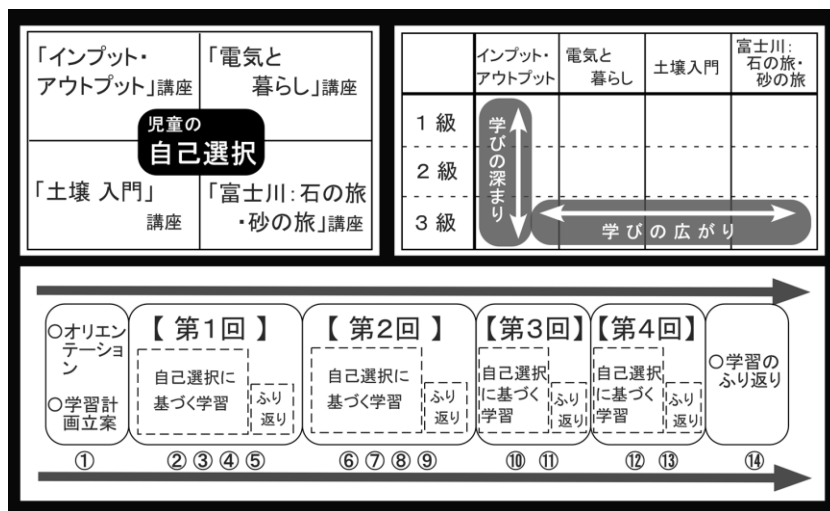 「インプット・
アウトプット」講座
「電気と
暮らし」講座
児童の
自己選択
「土壌 入門」
講座
「富士川:石の旅
・砂の旅」講座
インプット・
アウトプット
電気と
暮らし
土壌入門
富士川:
石の旅・
砂の旅
1級
2級
3級
学びの深まり
学びの広がり
○オリエン
テーショ
ン
○学習計
画立案
①
【 第1回 】
自己選択に
基づく学習
ふり
返り
② ③ ④ ⑤
【 第2回 】
自己選択に
基づく学習
ふり
返り
⑥ ⑦ ⑧ ⑨
【第3回】
自己選択
に基づく
学習
ふり
返り
⑩ ⑪
【第4回】
自己選択
に基づく
学習
ふり
返り
⑫ ⑬
○学習の
ふり返り
⑭